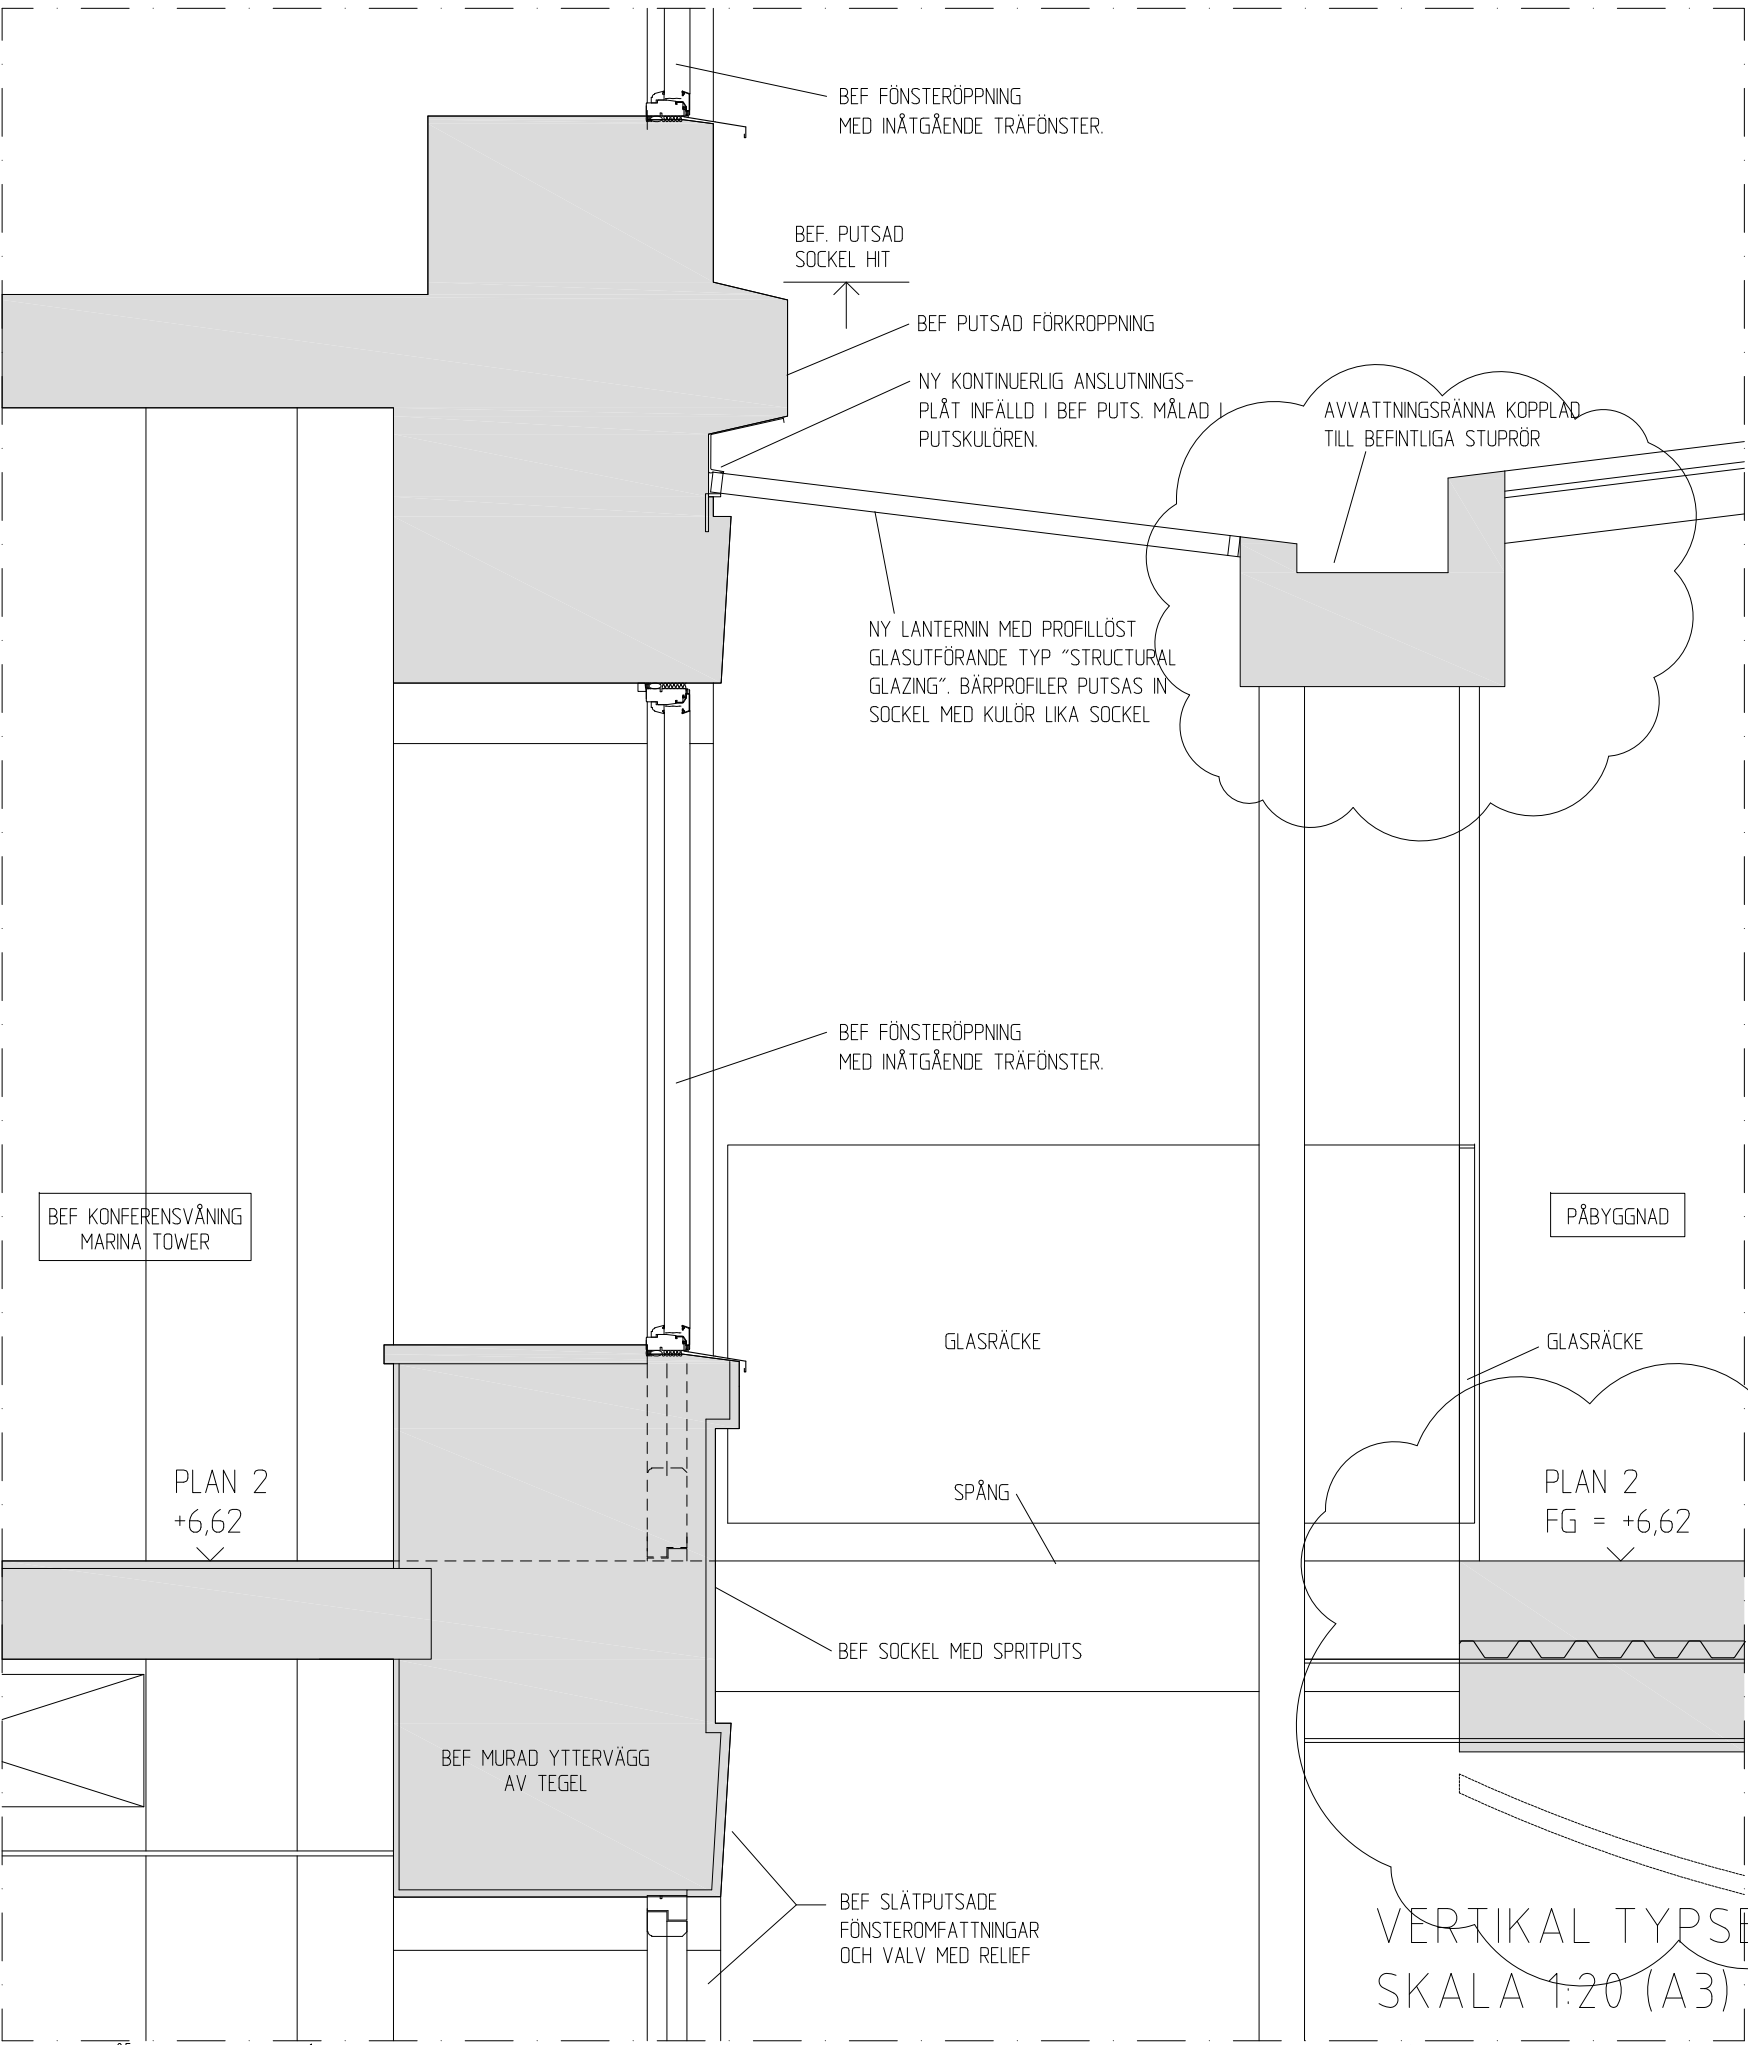 BEF FÖNSTERÖPPNING
MED INÅTGÅENDE TRÄFÖNSTER.
BEF. PUTSAD
SOCKEL HIT
BEF PUTSAD FÖRKROPPNING
NY KONTINUERLIG ANSLUTNINGS-
PLÅT INFÄLLD I BEF PUTS. MÅLAD I
PUTSKULÖREN.
AVVATTNINGSRÄNNA KOPPLAD
TILL BEFINTLIGA STUPRÖR
NY LANTERNIN MED PROFILLÖST
GLASUTFÖRANDE TYP "STRUCTURAL
GLAZING". BÄRPROFILER PUTSAS IN
SOCKEL MED KULÖR LIKA SOCKEL
BEF FÖNSTERÖPPNING
MED INÅTGÅENDE TRÄFÖNSTER.
BEF KONFERENSVÅNING
MARINA TOWER
PÅBYGGNAD
GLASRÄCKE
GLASRÄCKE
PLAN 2
+6,62
SPÅNG
PLAN 2
FG = +6,62
BEF SOCKEL MED SPRITPUTS
BEF MURAD YTTERVÄGG
AV TEGEL
BEF SLÄTPUTSADE
FÖNSTEROMFATTNINGAR
OCH VALV MED RELIEF
VERTIKAL TYPSE
SKALA 1:20 (A3)